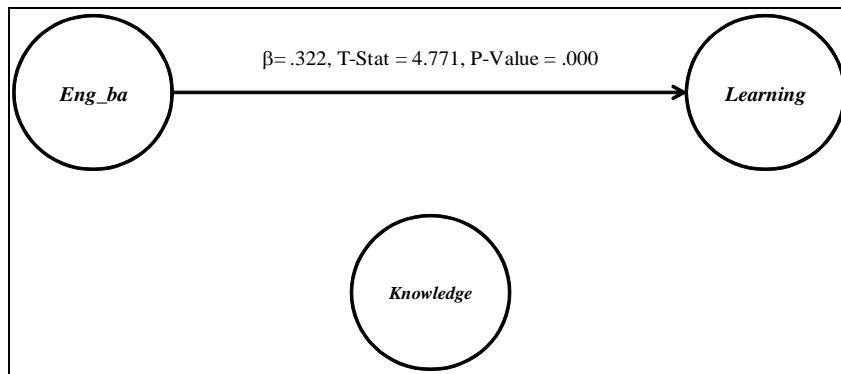 β= .322, T-Stat = 4.771, P-Value = .000
Eng_ba
Learning
Knowledge